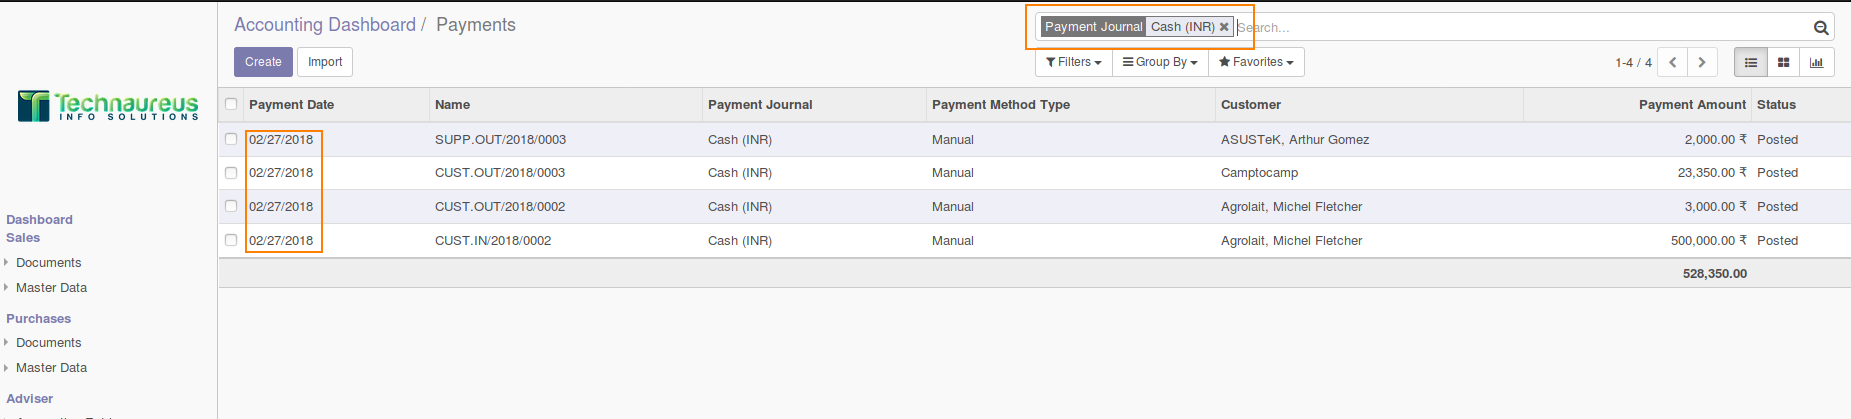 Accounting Dashboard / Payments
Payment Journal Cash (INR) ✖ Search...
Create Import
Filters Group By Favorites
1-4 / 4
Technaureus
INFO SOLUTIONS
Payment Date Name Payment Journal Payment Method Type Customer Payment Amount Status
02/27/2018 SUPP.OUT/2018/0003 Cash (INR) Manual ASUSTeK, Arthur Gomez 2,000.00 ₹ Posted
02/27/2018 CUST.OUT/2018/0003 Cash (INR) Manual Camptocamp 23,350.00 ₹ Posted
02/27/2018 CUST.OUT/2018/0002 Cash (INR) Manual Agrolait, Michel Fletcher 3,000.00 ₹ Posted
02/27/2018 CUST.IN/2018/0002 Cash (INR) Manual Agrolait, Michel Fletcher 500,000.00 ₹ Posted
528,350.00
Dashboard
Sales
Documents
Master Data
Purchases
Documents
Master Data
Adviser